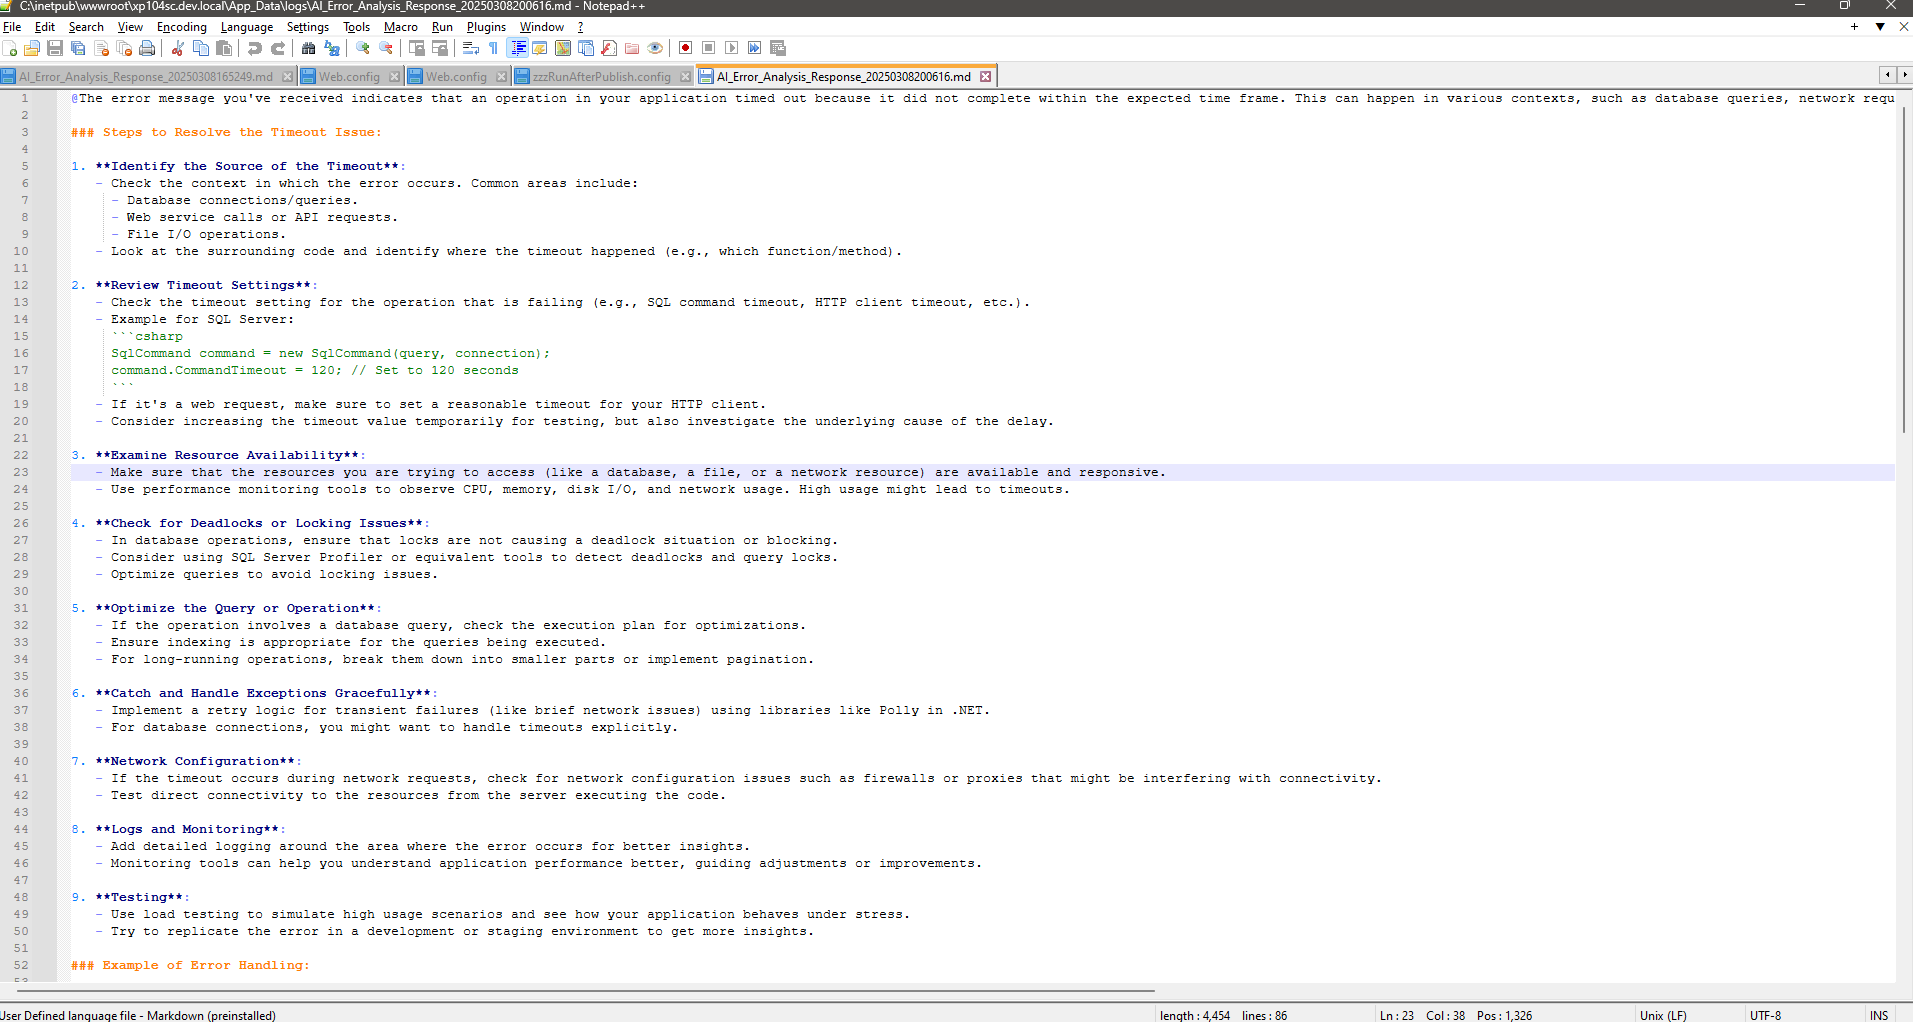 C:\inetpub\wwwroot\xp104sc.dev.local\App_Data\logs\AI_Error_Analysis_Response_20250308200616.md - Notepad++
File Edit Search View Encoding Language Settings Tools Macro Run Plugins Window ?
AI_Error_Analysis_Response_20250308165249.md Web.config Web.config zzzRunAfterPublish.config AI_Error_Analysis_Response_20250308200616.md
1 @The error message you've received indicates that an operation in your application timed out because it did not complete within the expected time frame. This can happen in various contexts, such as database queries, network requ
2
3 ### Steps to Resolve the Timeout Issue:
4
5 1. **Identify the Source of the Timeout**:
6 - Check the context in which the error occurs. Common areas include:
7 - Database connections/queries.
8 - Web service calls or API requests.
9 - File I/O operations.
10 - Look at the surrounding code and identify where the timeout happened (e.g., which function/method).
11
12 2. **Review Timeout Settings**:
13 - Check the timeout setting for the operation that is failing (e.g., SQL command timeout, HTTP client timeout, etc.).
14 - Example for SQL Server:
15 ```csharp
16 SqlCommand command = new SqlCommand(query, connection);
17 command.CommandTimeout = 120; // Set to 120 seconds
18 ```
19 - If it's a web request, make sure to set a reasonable timeout for your HTTP client.
20 - Consider increasing the timeout value temporarily for testing, but also investigate the underlying cause of the delay.
21
22 3. **Examine Resource Availability**:
23 - Make sure that the resources you are trying to access (like a database, a file, or a network resource) are available and responsive.
24 - Use performance monitoring tools to observe CPU, memory, disk I/O, and network usage. High usage might lead to timeouts.
25
26 4. **Check for Deadlocks or Locking Issues**:
27 - In database operations, ensure that locks are not causing a deadlock situation or blocking.
28 - Consider using SQL Server Profiler or equivalent tools to detect deadlocks and query locks.
29 - Optimize queries to avoid locking issues.
30
31 5. **Optimize the Query or Operation**:
32 - If the operation involves a database query, check the execution plan for optimizations.
33 - Ensure indexing is appropriate for the queries being executed.
34 - For long-running operations, break them down into smaller parts or implement pagination.
35
36 6. **Catch and Handle Exceptions Gracefully**:
37 - Implement a retry logic for transient failures (like brief network issues) using libraries like Polly in .NET.
38 - For database connections, you might want to handle timeouts explicitly.
39
40 7. **Network Configuration**:
41 - If the timeout occurs during network requests, check for network configuration issues such as firewalls or proxies that might be interfering with connectivity.
42 - Test direct connectivity to the resources from the server executing the code.
43
44 8. **Logs and Monitoring**:
45 - Add detailed logging around the area where the error occurs for better insights.
46 - Monitoring tools can help you understand application performance better, guiding adjustments or improvements.
47
48 9. **Testing**:
49 - Use load testing to simulate high usage scenarios and see how your application behaves under stress.
50 - Try to replicate the error in a development or staging environment to get more insights.
51
52 ### Example of Error Handling:
53
User Defined language file - Markdown (preinstalled) length : 4,454 lines : 86 Ln : 23 Col : 38 Pos : 1,326 Unix (LF) UTF-8 INS